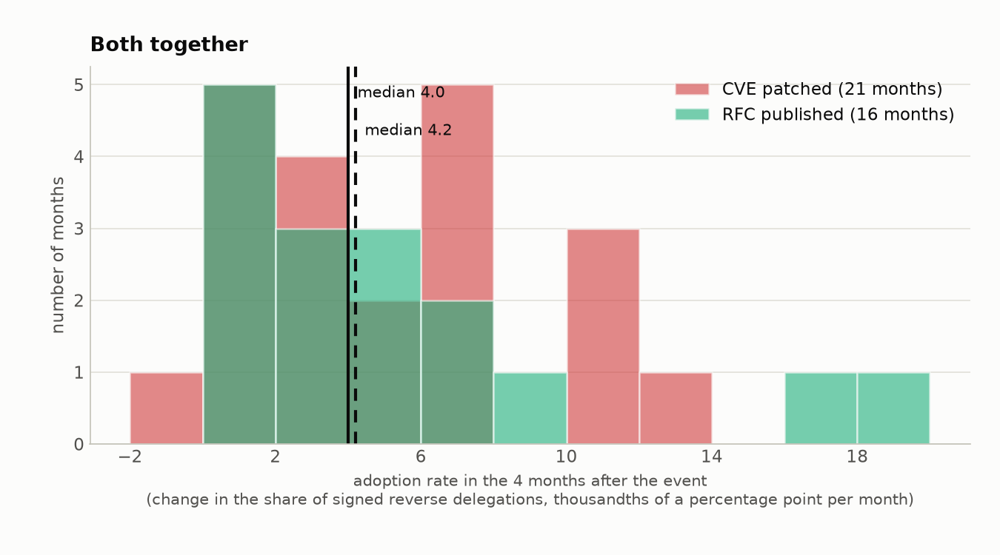 Both together
CVE patched (21 months)
RFC published (16 months)
median 4.0
median 4.2
number of months
5
4
3
2
1
0
−2 2 6 10 14 18
adoption rate in the 4 months after the event
(change in the share of signed reverse delegations, thousandths of a percentage point per month)